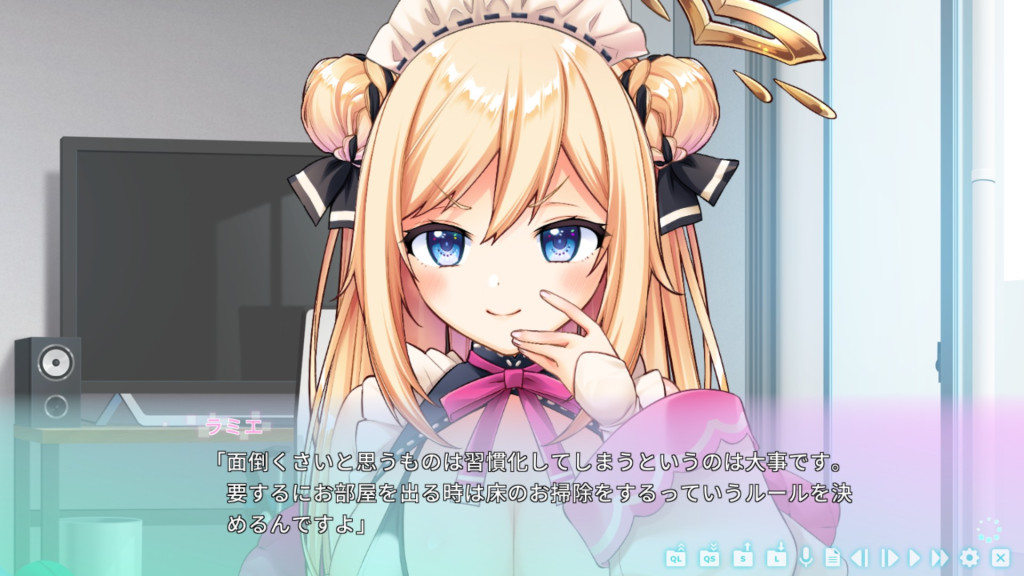 ラミエ
「面倒くさいと思うものは習慣化してしまうというのは大事です。
要するにお部屋を出る時は床のお掃除をするっていうルールを決
めるんですよ」
QL
QS
S
L